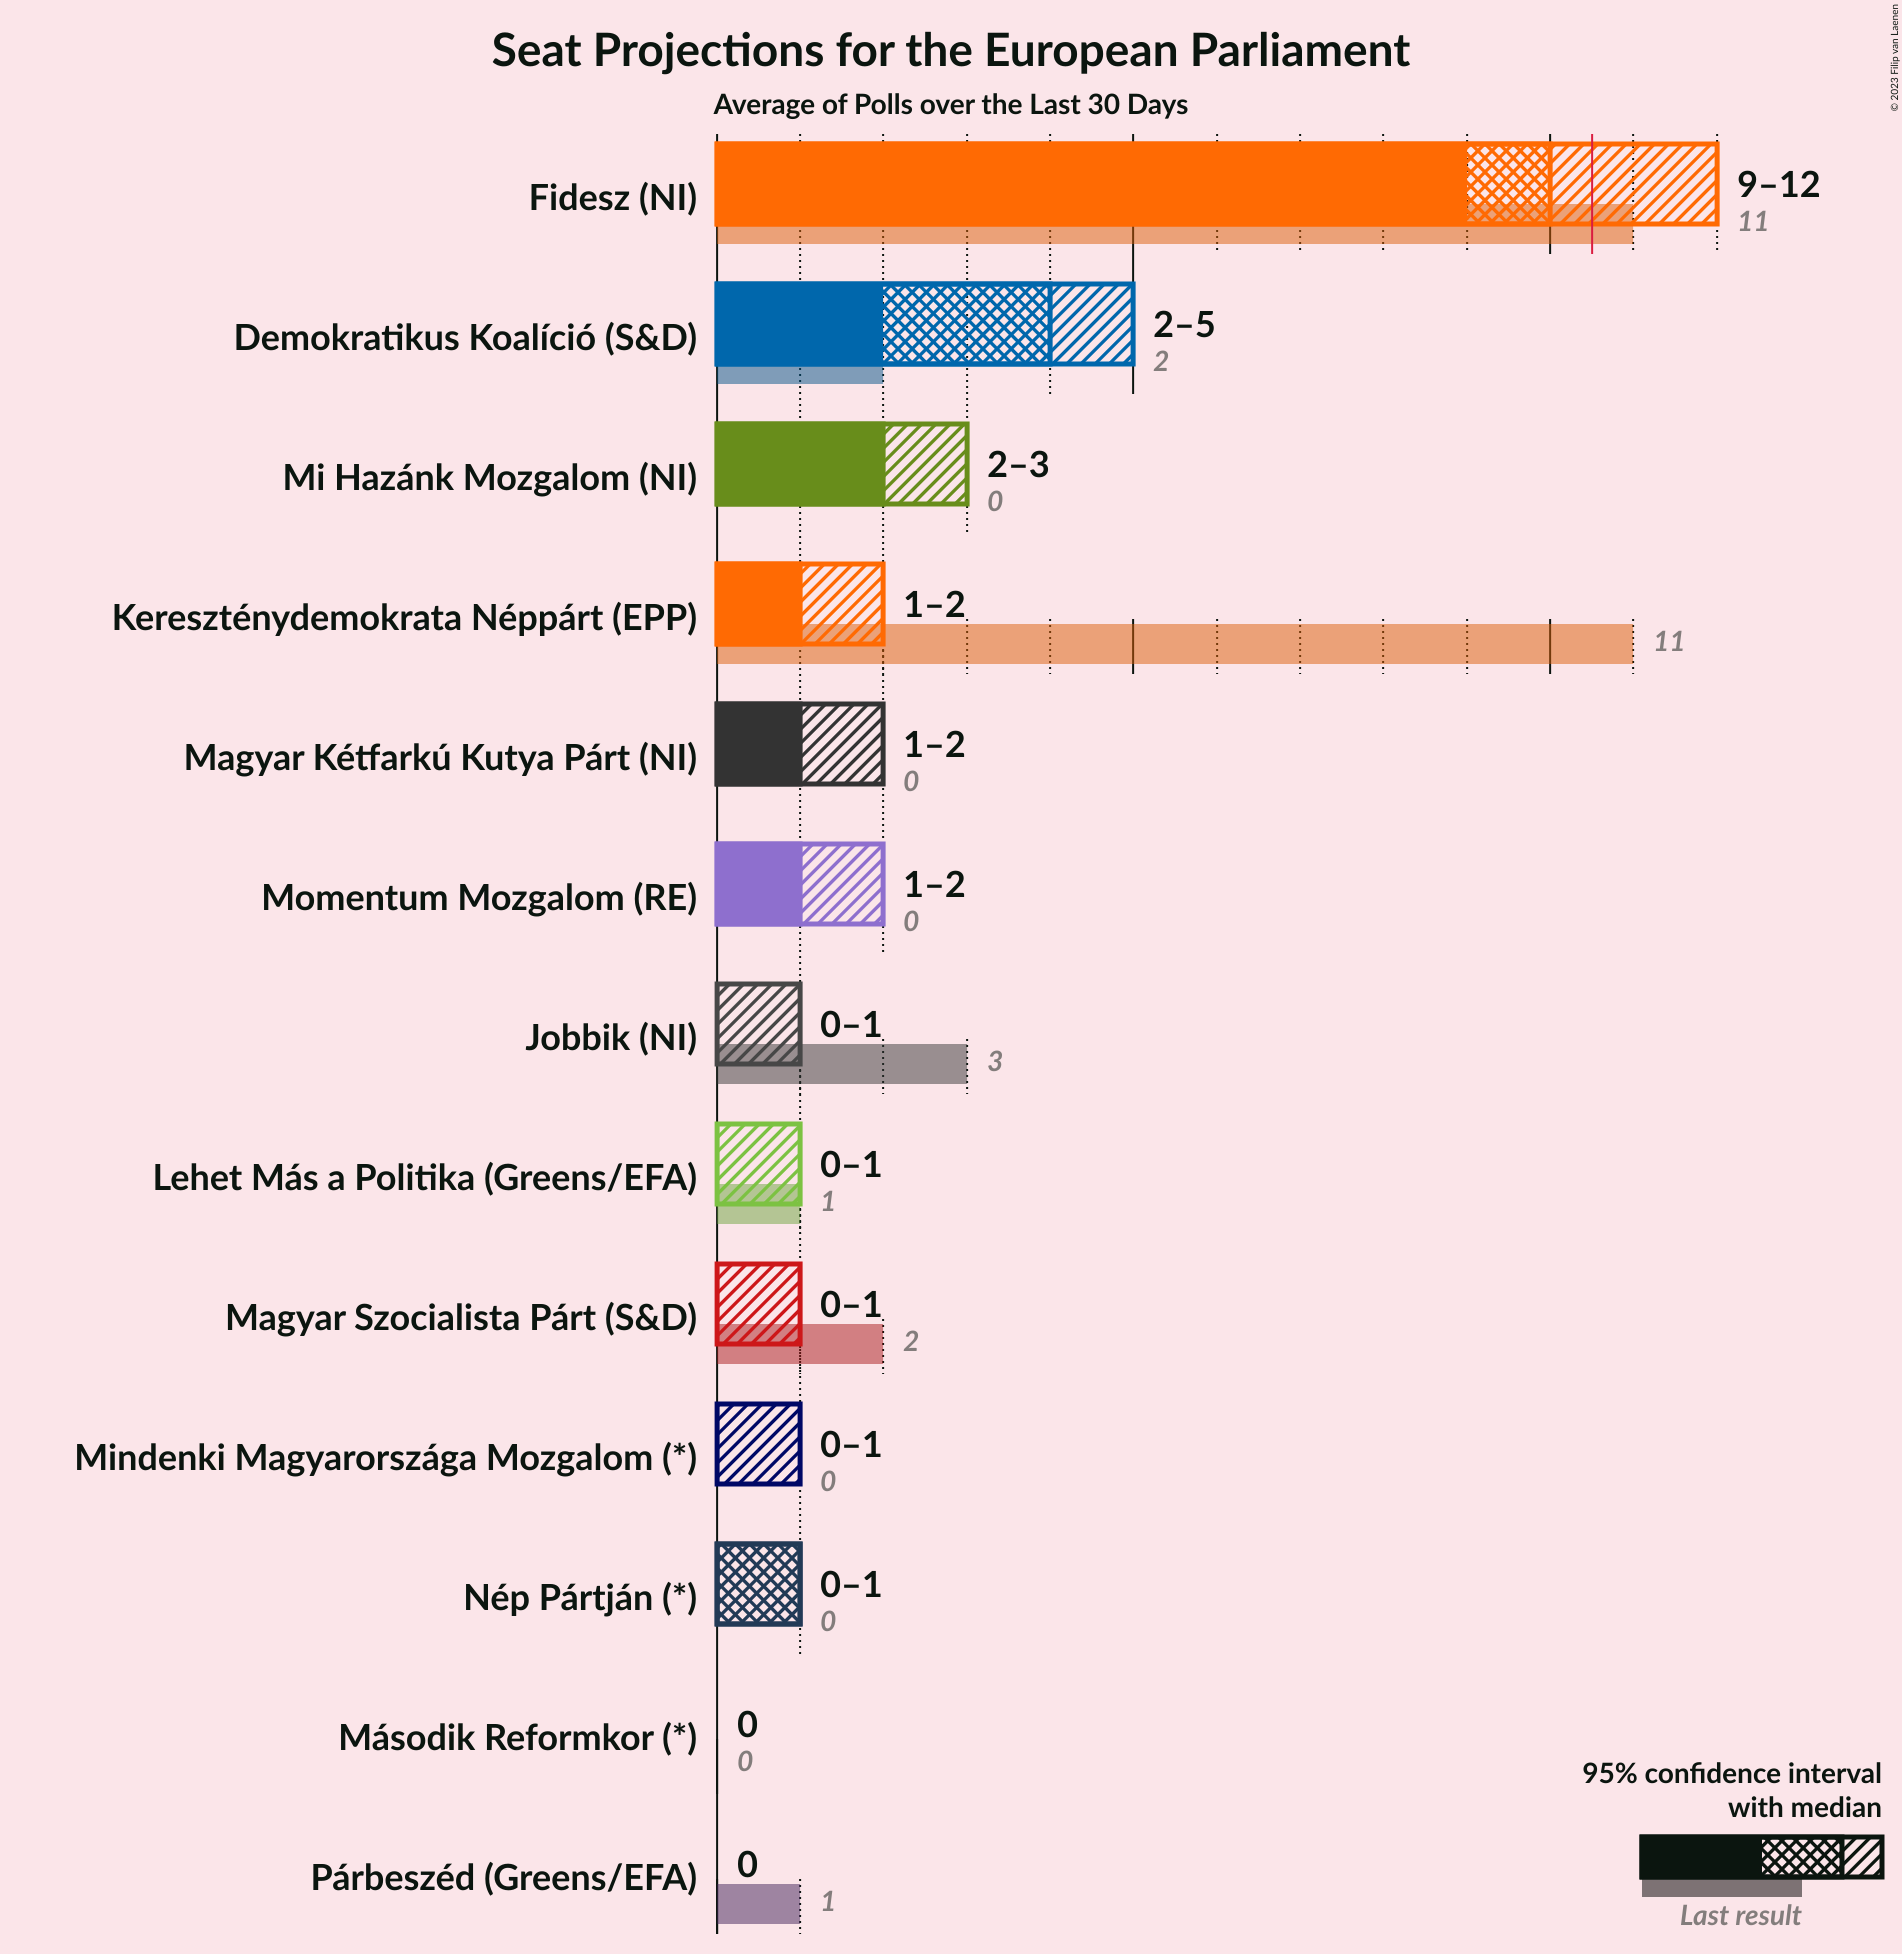 Seat Projections for the European Parliament
Average of Polls over the Last 30 Days
© 2023 Filip van Laenen
Fidesz (NI)
9–12
11
Demokratikus Koalíció (S&D)
2–5
2
Mi Hazánk Mozgalom (NI)
2–3
0
Kereszténydemokrata Néppárt (EPP)
1–2
11
Magyar Kétfarkú Kutya Párt (NI)
1–2
0
Momentum Mozgalom (RE)
1–2
0
Jobbik (NI)
0–1
3
Lehet Más a Politika (Greens/EFA)
0–1
1
Magyar Szocialista Párt (S&D)
0–1
2
Mindenki Magyarországa Mozgalom (*)
0–1
0
Nép Pártján (*)
0–1
0
Második Reformkor (*)
0
0
Párbeszéd (Greens/EFA)
0
1
95% confidence interval
with median
Last result